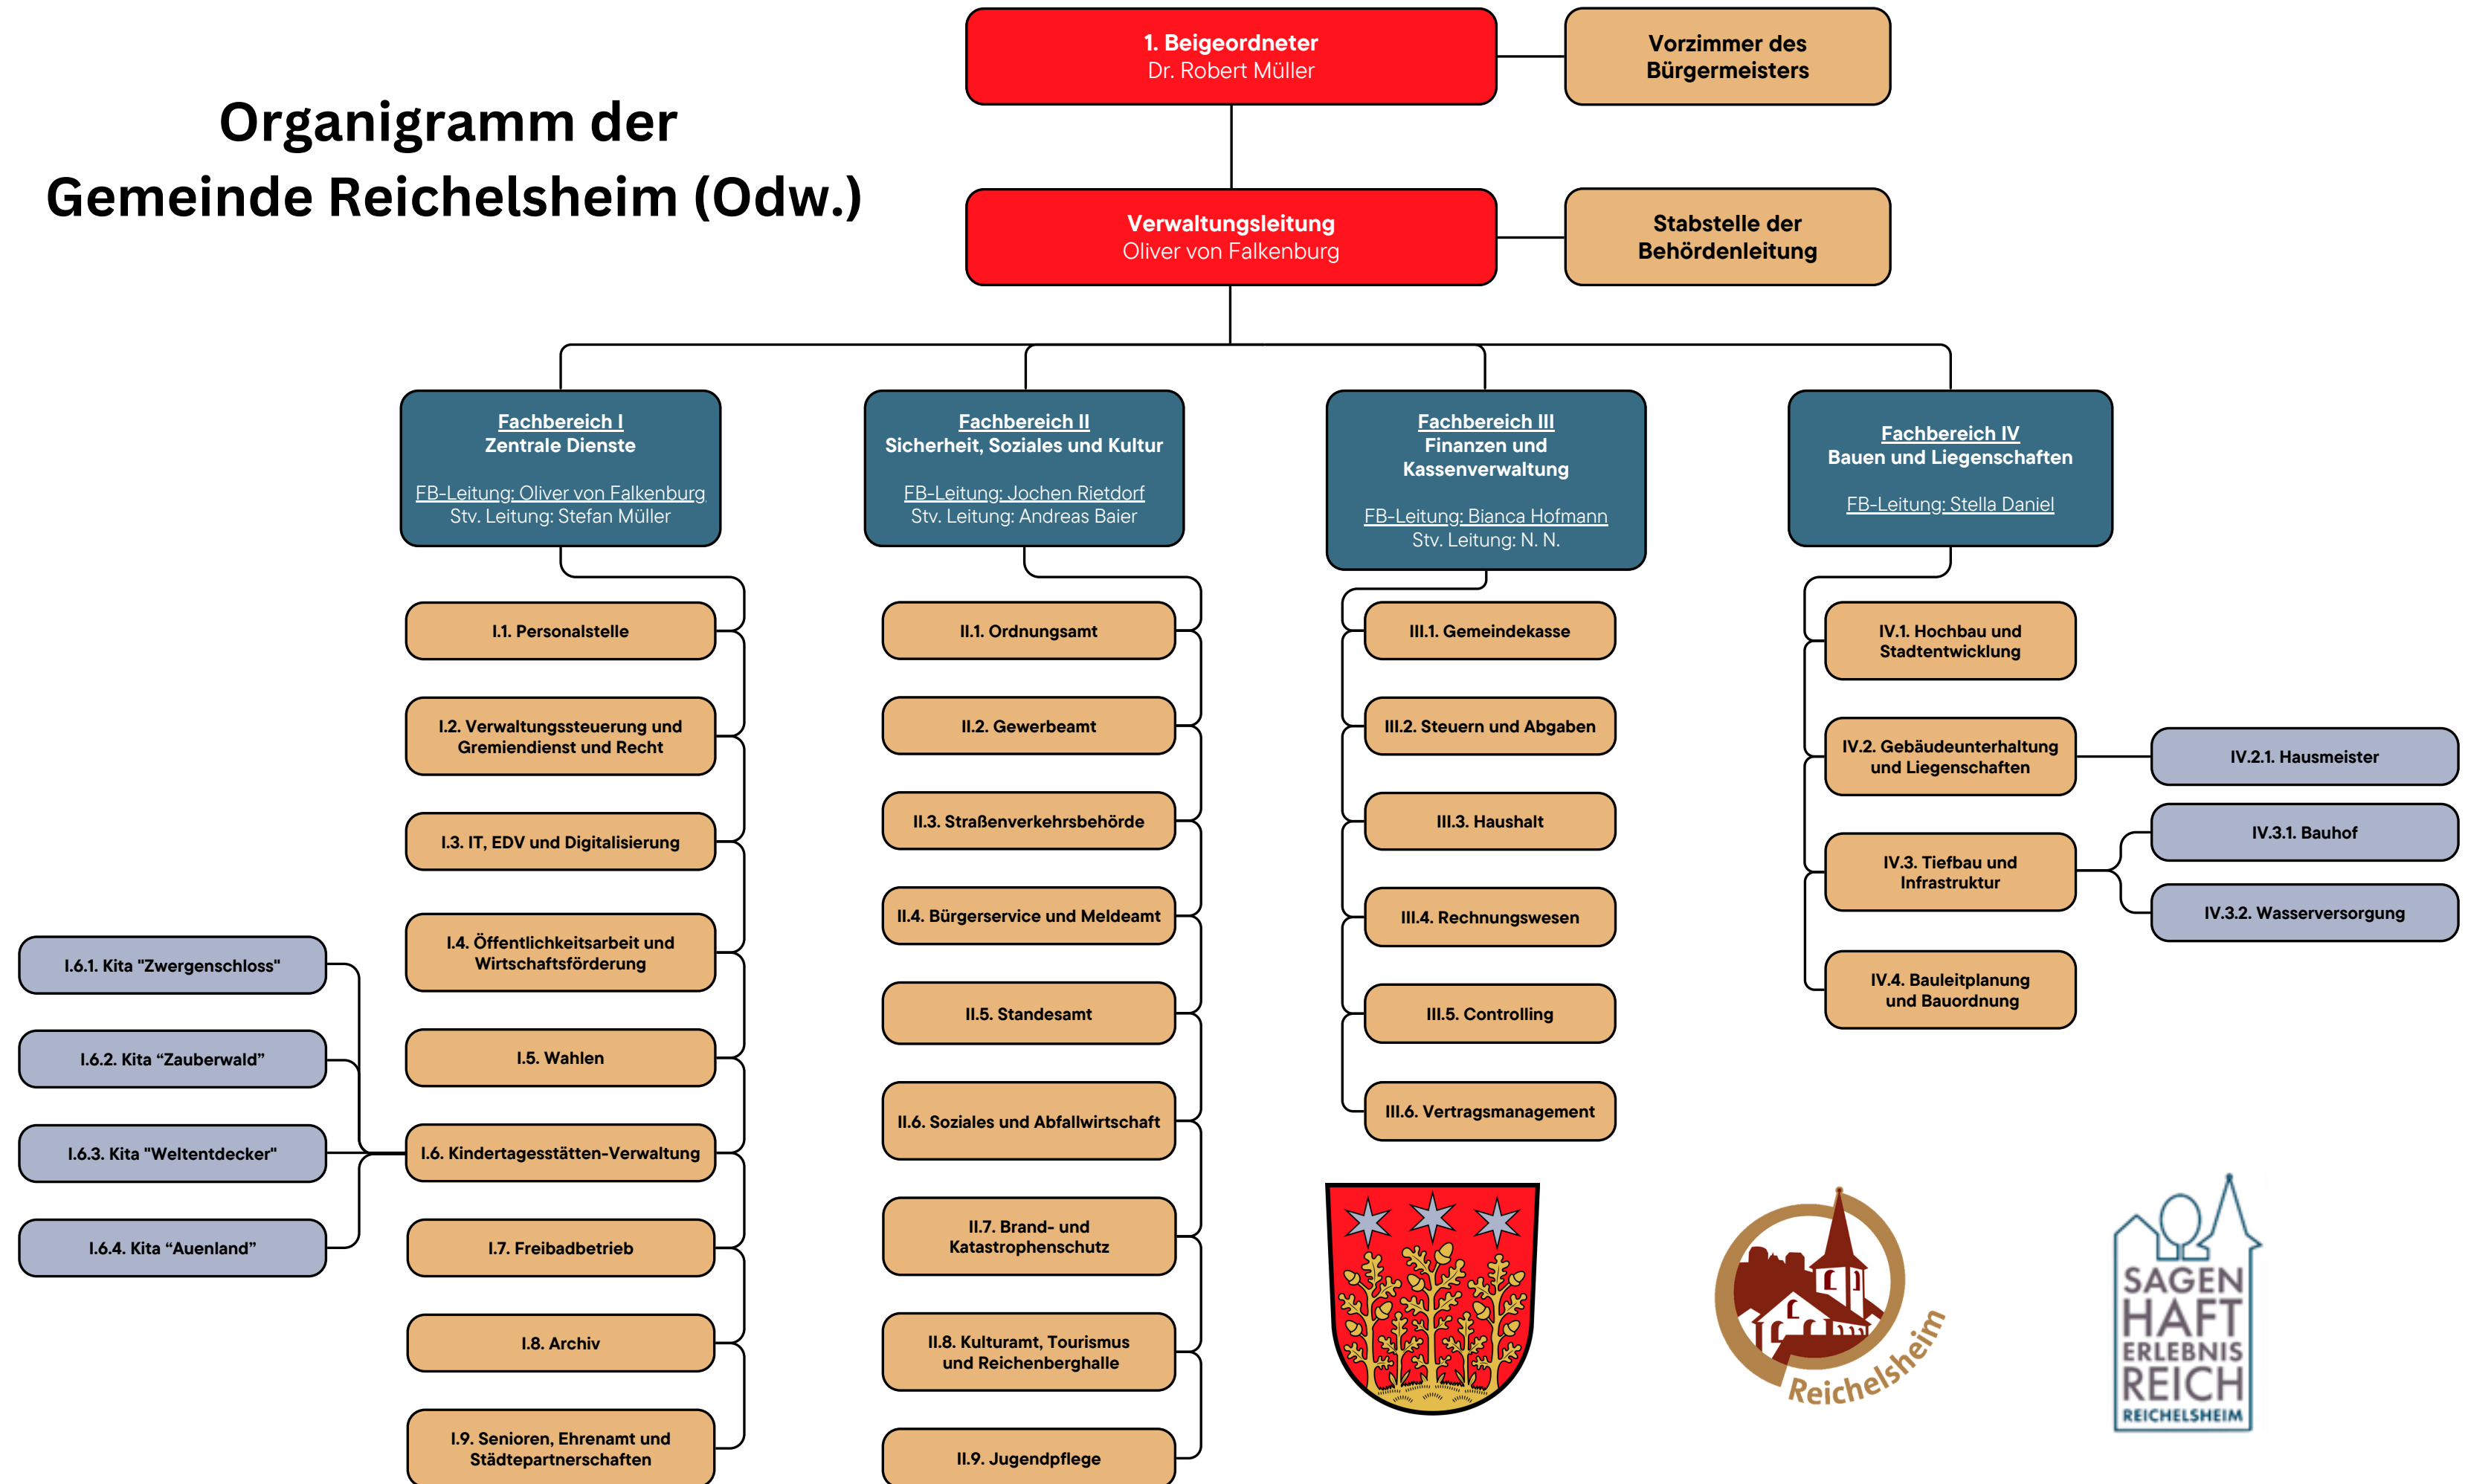 Organigramm der
Gemeinde Reichelsheim (Odw.)
1. Beigeordneter
Dr. Robert Müller
Vorzimmer des
Bürgermeisters
Verwaltungsleitung
Oliver von Falkenburg
Stabstelle der
Behördenleitung
Fachbereich I
Zentrale Dienste
FB-Leitung: Oliver von Falkenburg
Stv. Leitung: Stefan Müller
I.1. Personalstelle
I.2. Verwaltungssteuerung und
Gremiendienst und Recht
I.3. IT, EDV und Digitalisierung
I.4. Öffentlichkeitsarbeit und
Wirtschaftsförderung
I.5. Wahlen
I.6. Kindertagesstätten-Verwaltung
I.6.1. Kita "Zwergenschloss"
I.6.2. Kita “Zauberwald”
I.6.3. Kita "Weltentdecker"
I.6.4. Kita “Auenland”
I.7. Freibadbetrieb
I.8. Archiv
I.9. Senioren, Ehrenamt und
Städtepartnerschaften
Fachbereich II
Sicherheit, Soziales und Kultur
FB-Leitung: Jochen Rietdorf
Stv. Leitung: Andreas Baier
II.1. Ordnungsamt
II.2. Gewerbeamt
II.3. Straßenverkehrsbehörde
II.4. Bürgerservice und Meldeamt
II.5. Standesamt
II.6. Soziales und Abfallwirtschaft
II.7. Brand- und
Katastrophenschutz
II.8. Kulturamt, Tourismus
und Reichenberghalle
II.9. Jugendpflege
Fachbereich III
Finanzen und
Kassenverwaltung
FB-Leitung: Bianca Hofmann
Stv. Leitung: N. N.
III.1. Gemeindekasse
III.2. Steuern und Abgaben
III.3. Haushalt
III.4. Rechnungswesen
III.5. Controlling
III.6. Vertragsmanagement
Fachbereich IV
Bauen und Liegenschaften
FB-Leitung: Stella Daniel
IV.1. Hochbau und
Stadtentwicklung
IV.2. Gebäudeunterhaltung
und Liegenschaften
IV.2.1. Hausmeister
IV.3. Tiefbau und
Infrastruktur
IV.3.1. Bauhof
IV.3.2. Wasserversorgung
IV.4. Bauleitplanung
und Bauordnung
Reichelsheim
SAGEN
HAFT
ERLEBNIS
REICH
REICHELSHEIM